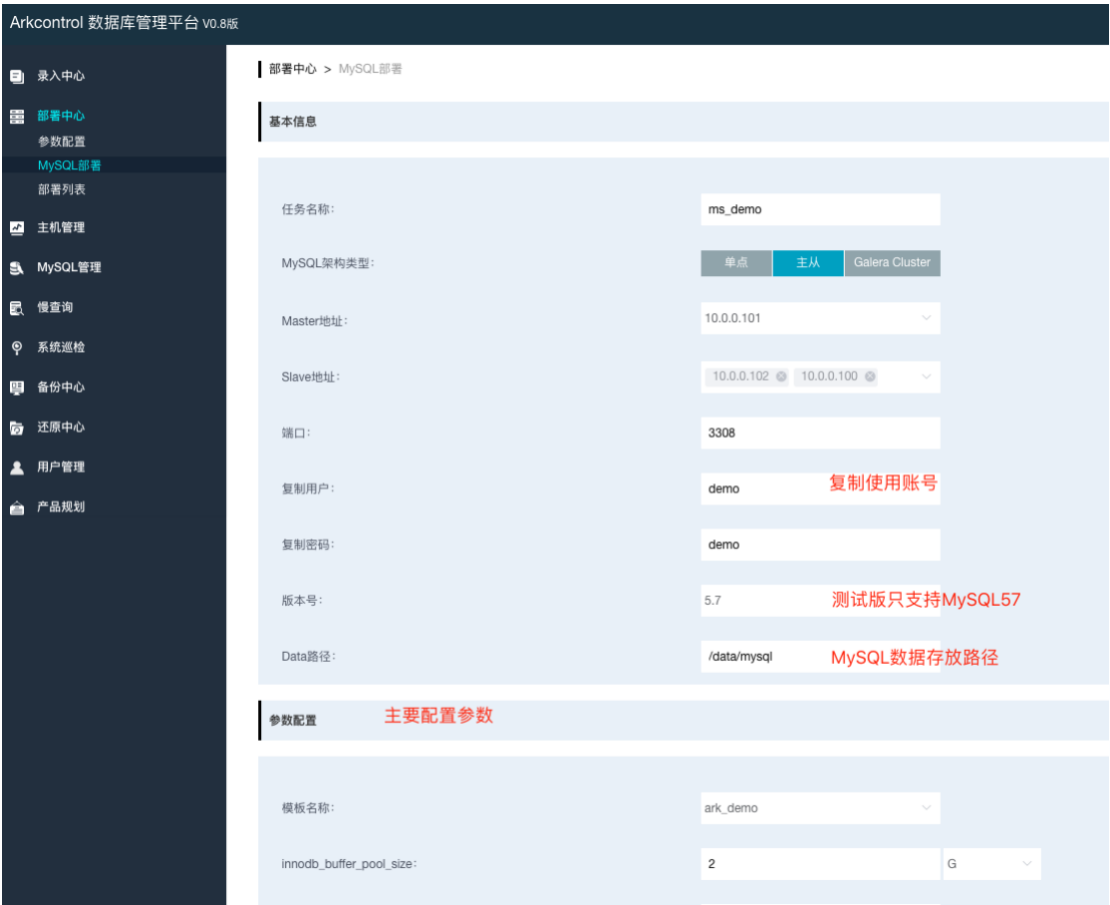 Arkcontrol 数据库管理平台 V0.8版
录入中心
部署中心
参数配置
MySQL部署
部署列表
主机管理
MySQL管理
慢查询
系统巡检
备份中心
还原中心
用户管理
产品规划
部署中心 > MySQL部署
基本信息
任务名称: ms_demo
MySQL架构类型: 单点 主从 Galera Cluster
Master地址: 10.0.0.101
Slave地址: 10.0.0.102 10.0.0.100
端口: 3308
复制用户: demo 复制使用账号
复制密码: demo
版本号: 5.7 测试版只支持MySQL57
Data路径: /data/mysql MySQL数据存放路径
参数配置 主要配置参数
模板名称: ark_demo
innodb_buffer_pool_size: 2 G